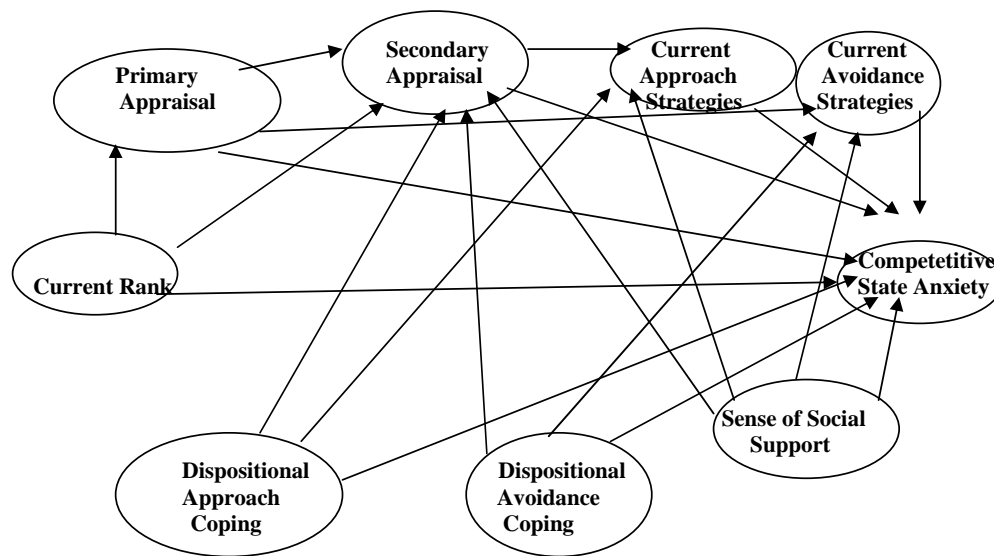 Primary
Appraisal
Secondary
Appraisal
Current
Approach
Strategies
Current
Avoidance
Strategies
Current Rank
Competetitive
State Anxiety
Dispositional
Approach
Coping
Dispositional
Avoidance
Coping
Sense of Social
Support